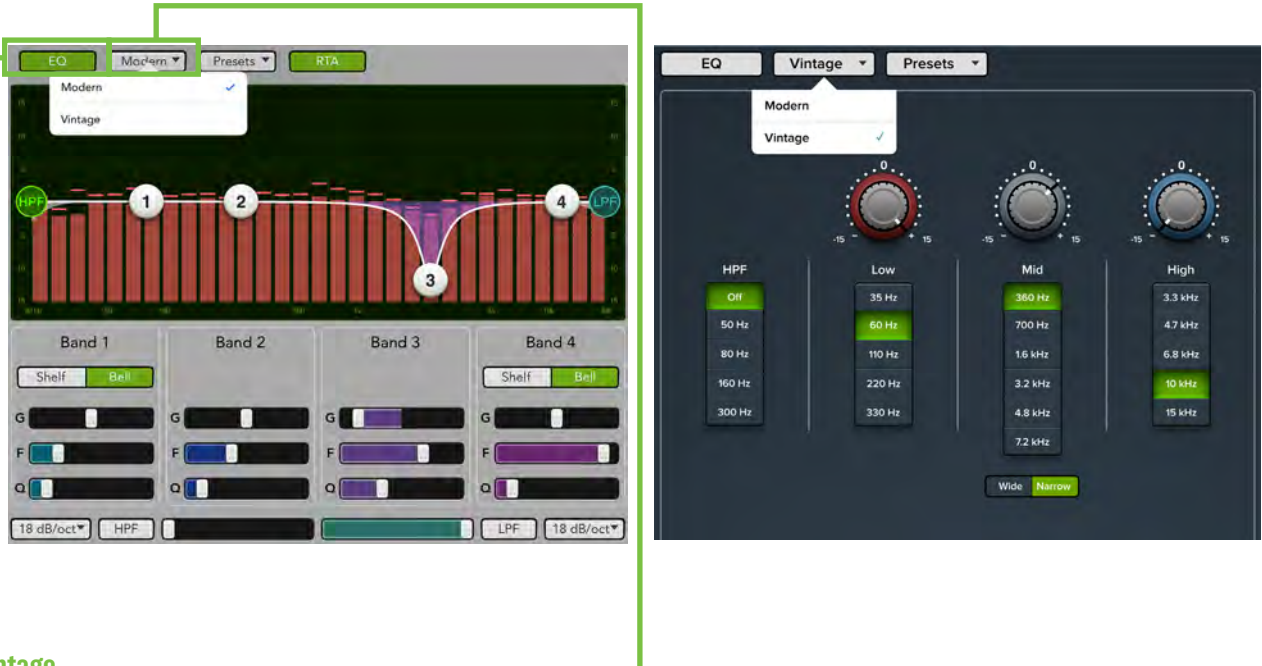 EQ
Modern
Presets
RTA
Modern
Vintage
HPF
1
2
3
4
LPF
Band 1
Band 2
Band 3
Band 4
Shelf
Bell
Shelf
Bell
G
G
G
G
F
F
F
F
Q
Q
Q
Q
18 dB/oct
HPF
LPF
18 dB/oct
EQ
Vintage
Presets
Modern
Vintage
0
0
0
-15 - + 15
-15 - + 15
-15 - + 15
HPF
Off
50 Hz
80 Hz
160 Hz
300 Hz
Low
35 Hz
60 Hz
110 Hz
220 Hz
330 Hz
Mid
360 Hz
700 Hz
1.6 kHz
3.2 kHz
4.8 kHz
7.2 kHz
Wide
Narrow
High
3.3 kHz
4.7 kHz
6.8 kHz
10 kHz
15 kHz